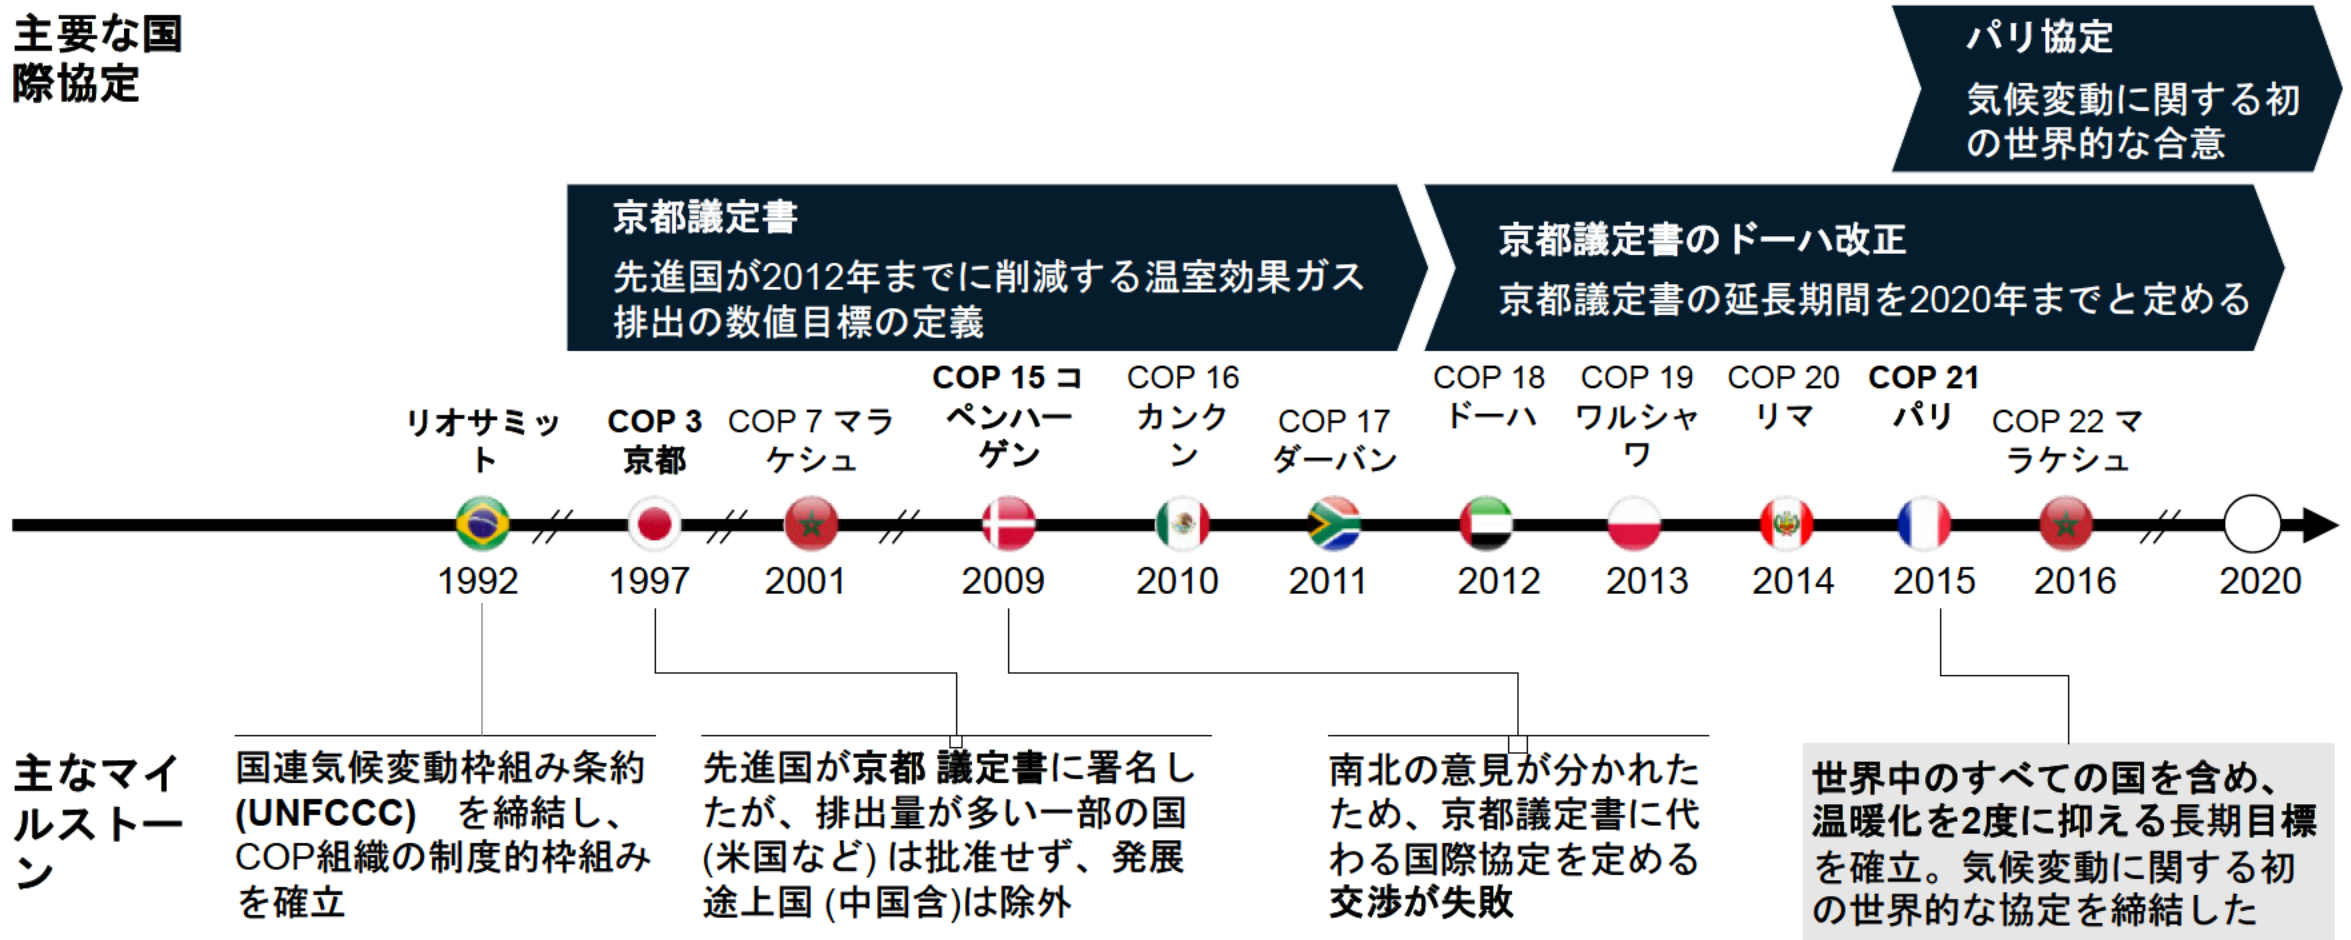 主要な国
際協定
パリ協定
気候変動に関する初
の世界的な合意
京都議定書
先進国が2012年までに削減する温室効果ガス
排出の数値目標の定義
京都議定書のドーハ改正
京都議定書の延長期間を2020年までと定める
リオサミッ
ト
COP 3
京都
COP 7 マラ
ケシュ
COP 15 コ
ペンハー
ゲン
COP 16
カンク
ン
COP 17
ダーバン
COP 18
ドーハ
COP 19
ワルシャ
ワ
COP 20
リマ
COP 21
パリ
COP 22 マ
ラケシュ
1992
1997
2001
2009
2010
2011
2012
2013
2014
2015
2016
2020
主なマイ
ルストー
ン
国連気候変動枠組み条約
(UNFCCC)　を締結し、
COP組織の制度的枠組み
を確立
先進国が京都 議定書に署名し
たが、排出量が多い一部の国
(米国など) は批准せず、発展
途上国 (中国含)は除外
南北の意見が分かれた
ため、京都議定書に代
わる国際協定を定める
交渉が失敗
世界中のすべての国を含め、
温暖化を2度に抑える長期目標
を確立。気候変動に関する初
の世界的な協定を締結した